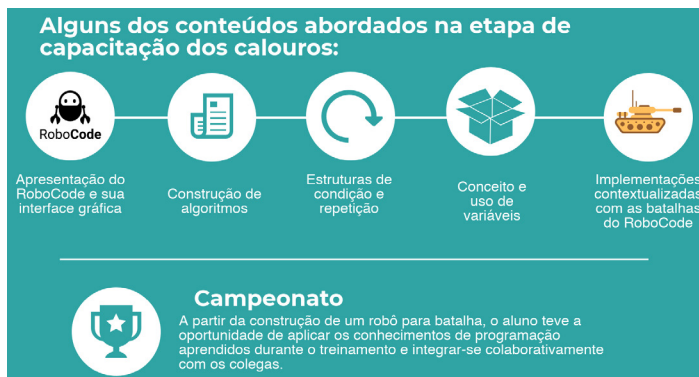 Alguns dos conteúdos abordados na etapa de
capacitação dos calouros:
RoboCode
Apresentação do
RoboCode e sua
interface gráfica
Construção de
algoritmos
Estruturas de
condição e
repetição
Conceito e
uso de
variáveis
Implementações
contextualizadas
com as batalhas
do RoboCode
Campeonato
A partir da construção de um robô para batalha, o aluno teve a
oportunidade de aplicar os conhecimentos de programação
aprendidos durante o treinamento e integrar-se colaborativamente
com os colegas.